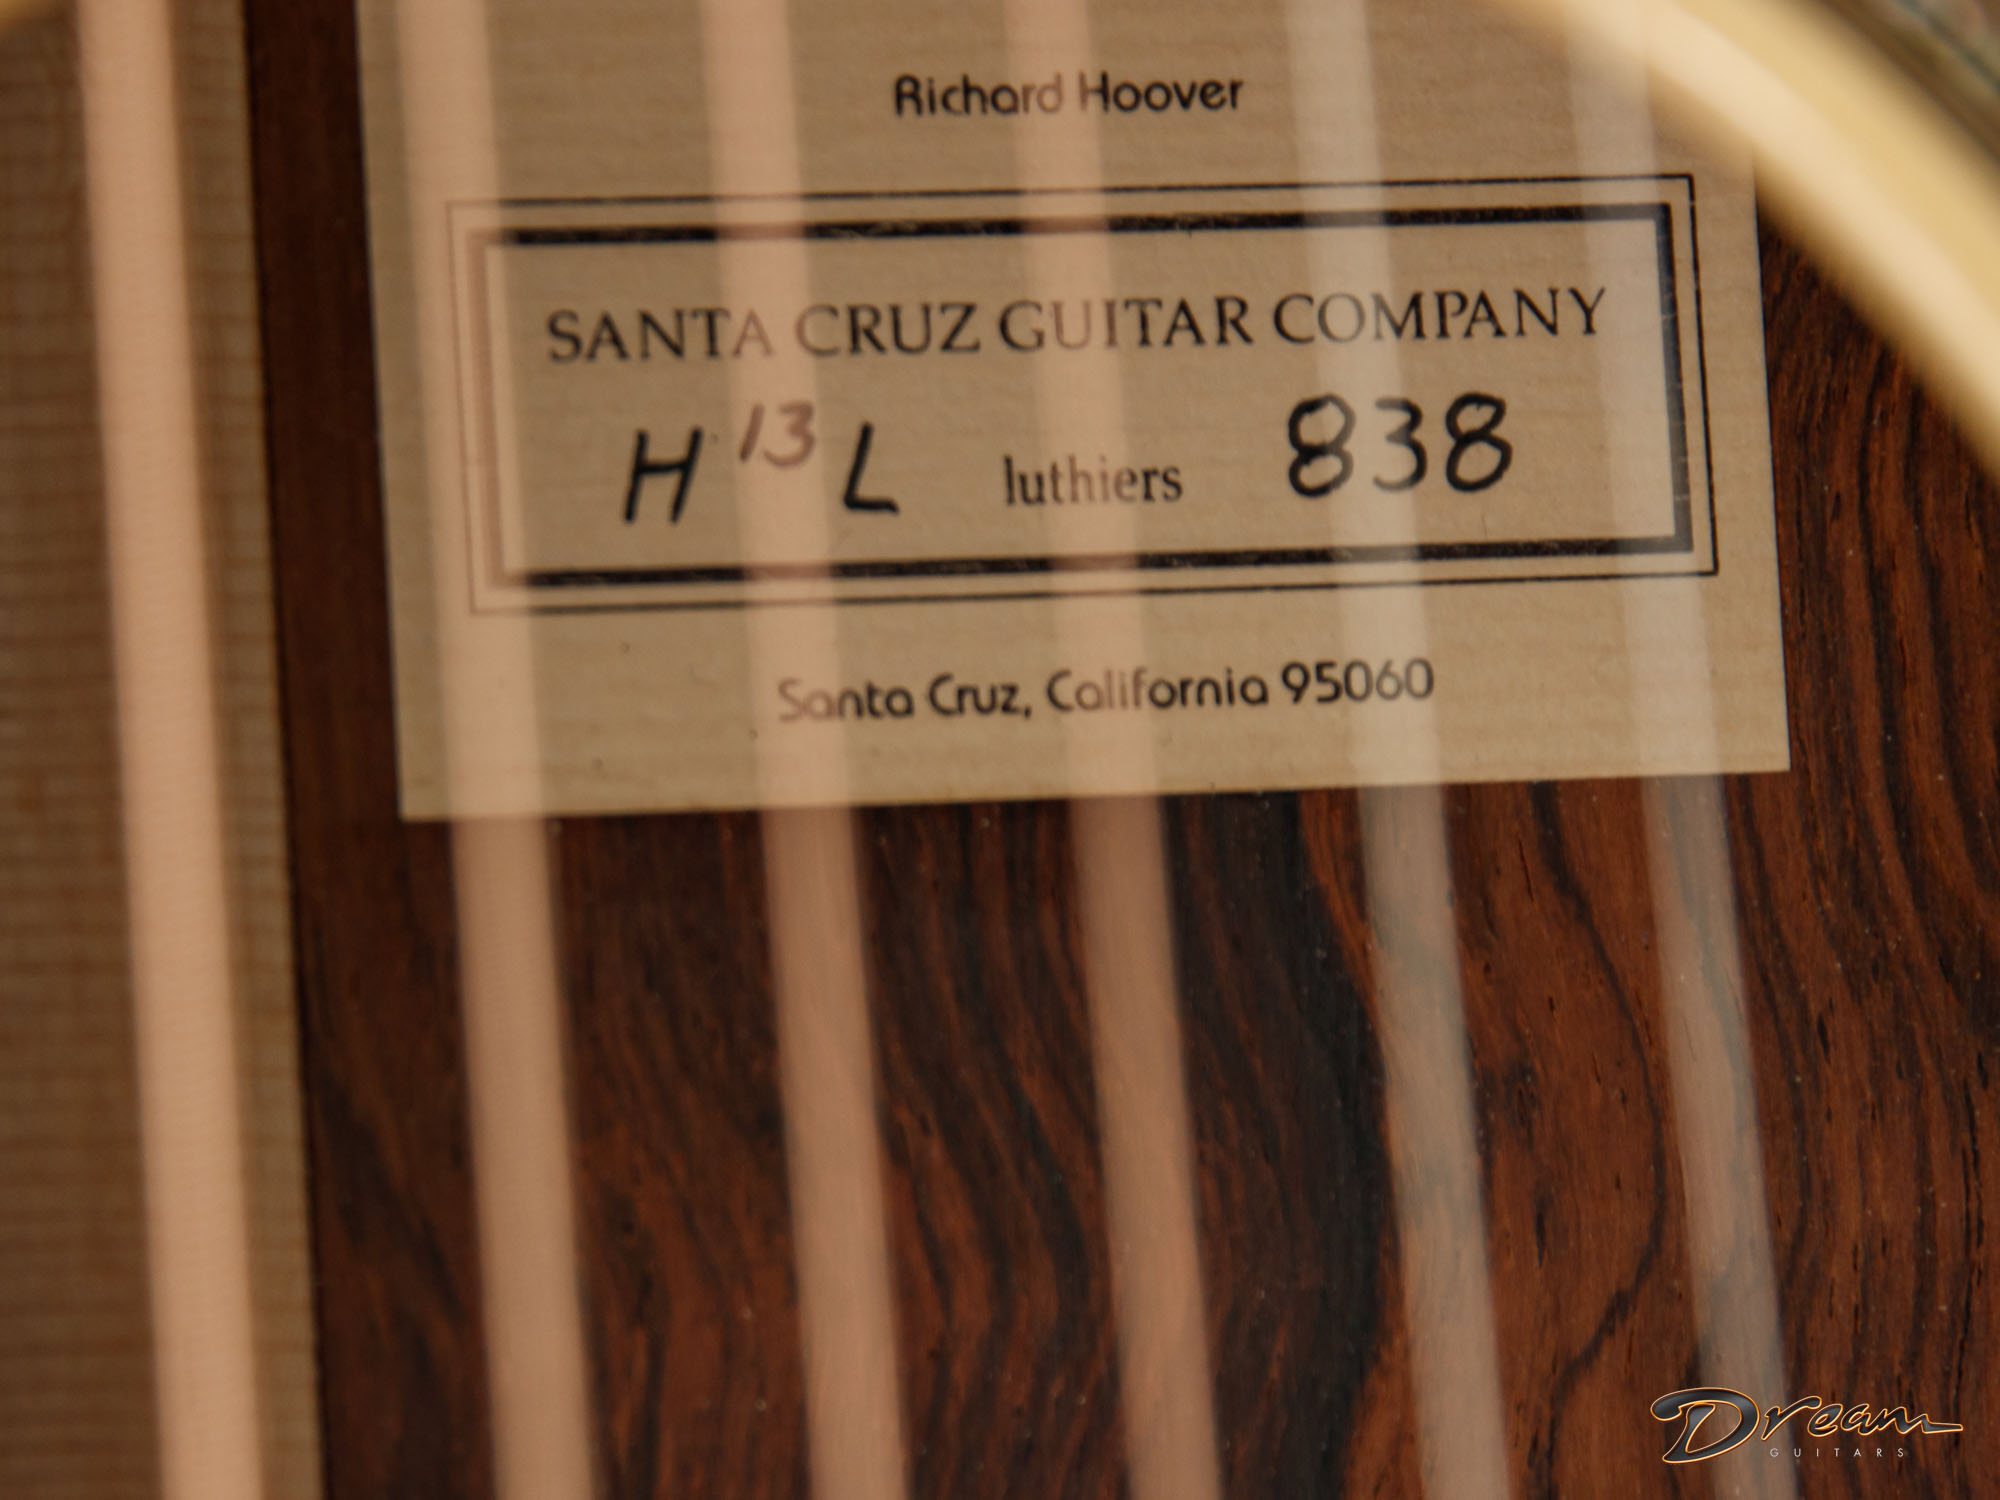 Richard Hoover
SANTA CRUZ GUITAR COMPANY
H 13 L luthiers 838
Santa Cruz, California 95060
Dream
GUITARS